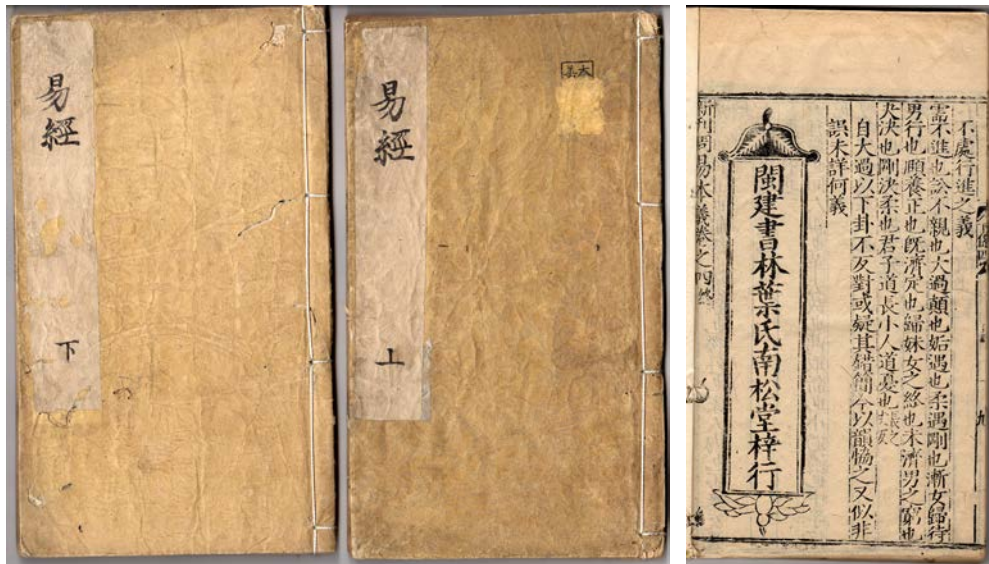 易經
下
易經
上
不處行進之義
需不進也訟不親也大過顛也姤遇也柔遇剛也漸女歸待
男行也頤養正也旣濟定也歸妹女之終也未濟男之窮也
夬決也剛決柔也君子道長小人道憂也
自大過以下卦不反對或疑其錯簡今以韻協之又似非
誤未詳何義
閩建書林葉氏南松堂梓行
新刊周易本義卷之四終